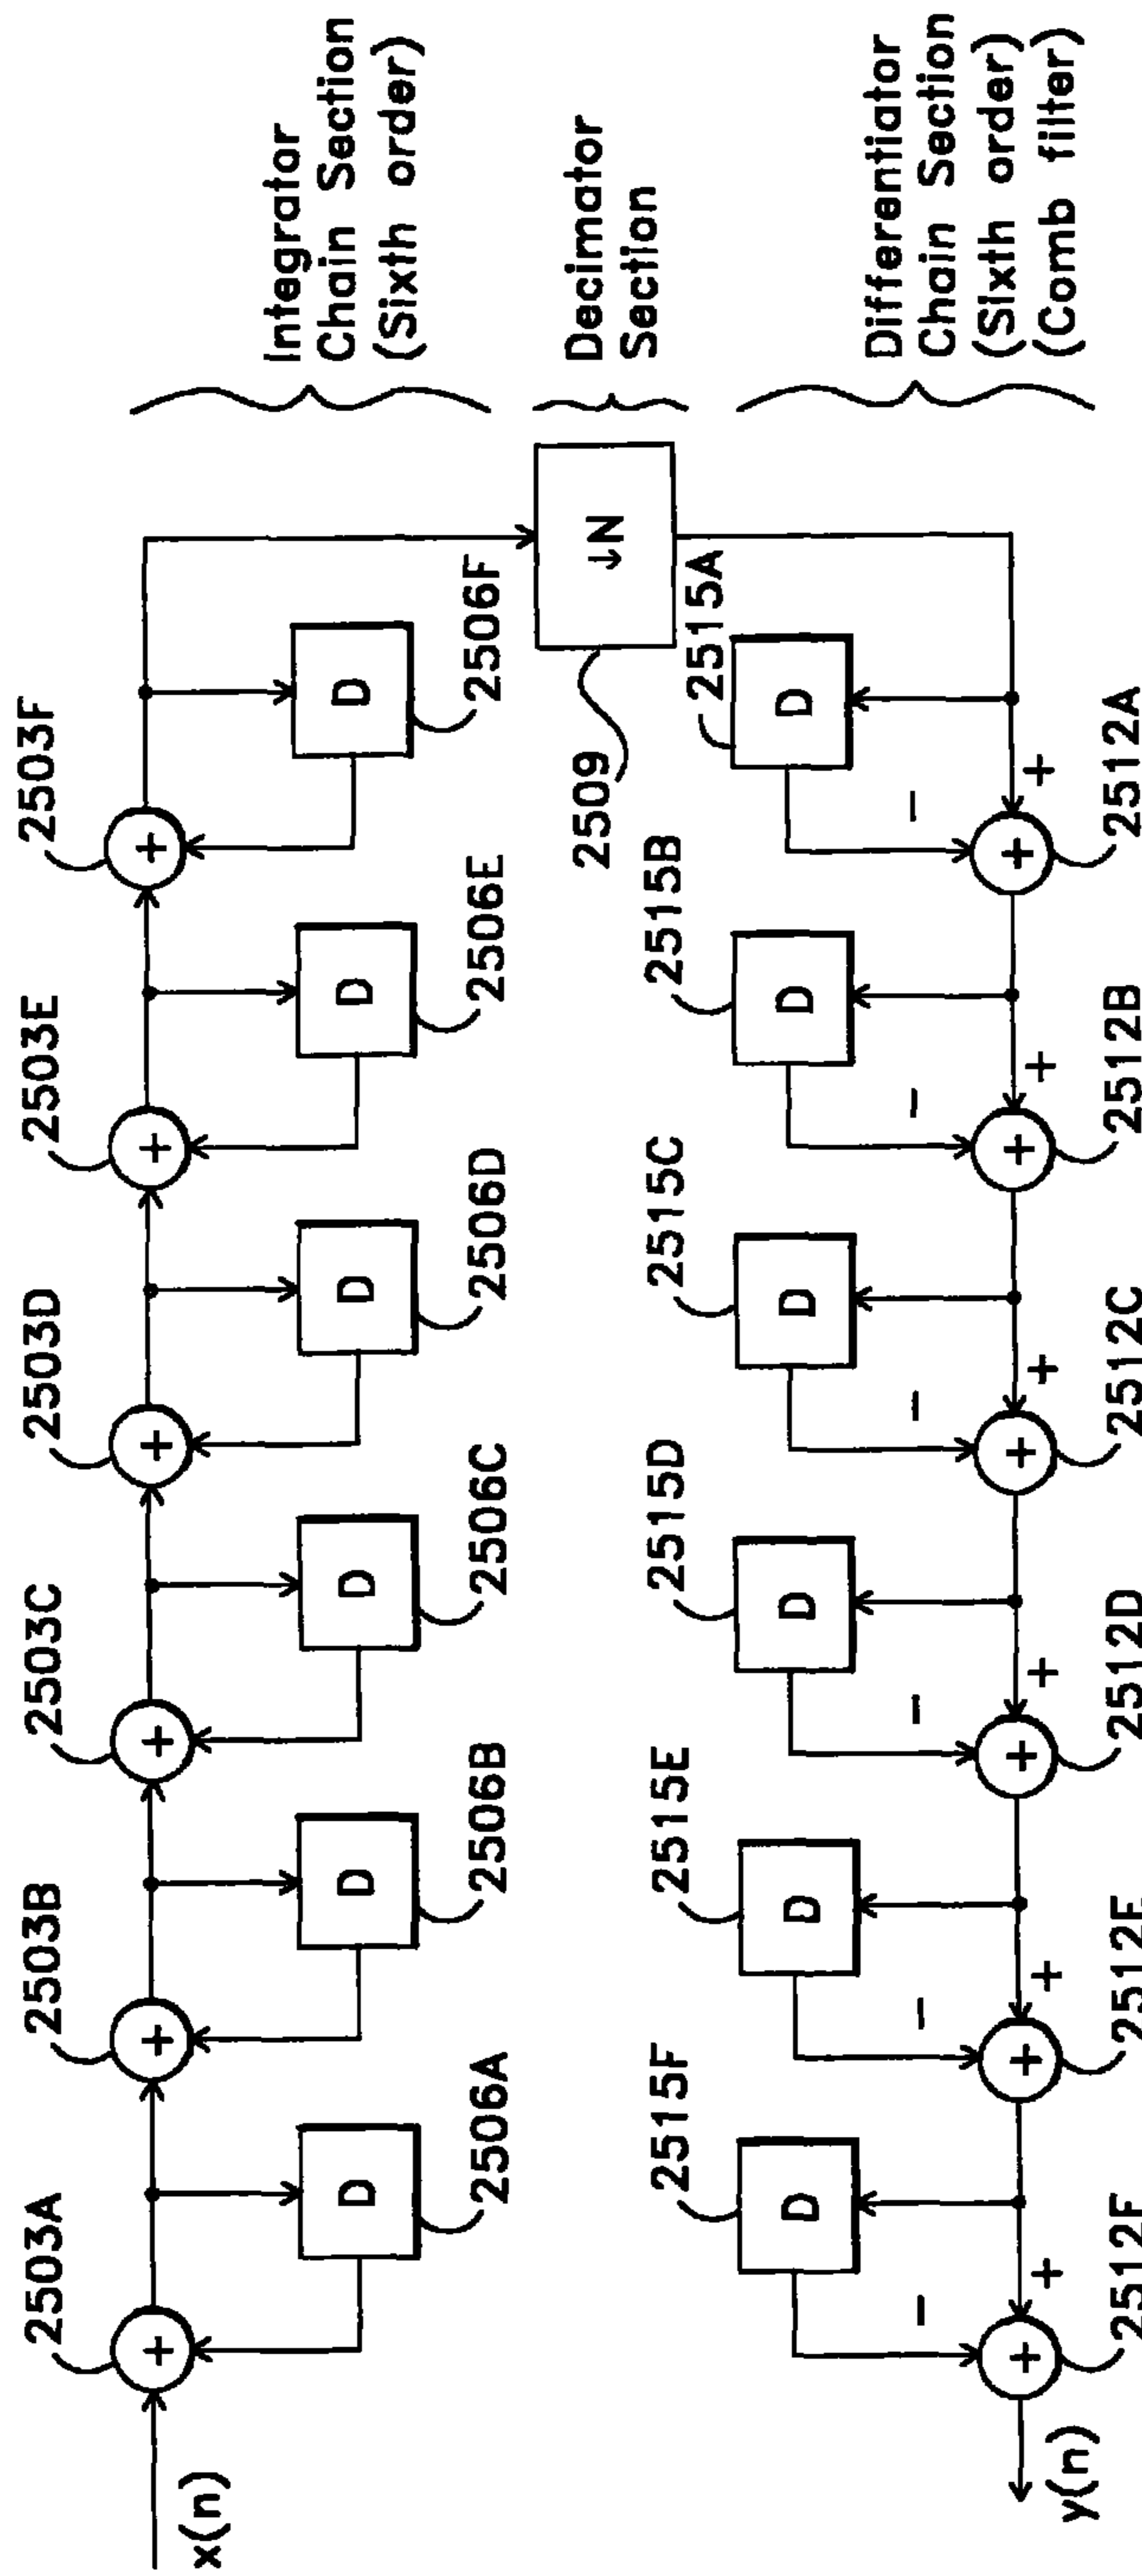 2503A
2503B
2503C
2503D
2503E
2503F
+
+
+
+
+
+
x(n)
D
D
D
D
D
D
2506A
2506B
2506C
2506D
2506E
2506F
Integrator
Chain Section
(Sixth order)
2509
↓N
Decimator
Section
2515F
2515E
2515D
2515C
2515B
2515A
D
D
D
D
D
D
−
−
−
−
−
−
+
+
+
+
+
+
+
+
+
+
+
+
y(n)
2512F
2512E
2512D
2512C
2512B
2512A
Differentiator
Chain Section
(Sixth order)
(Comb filter)